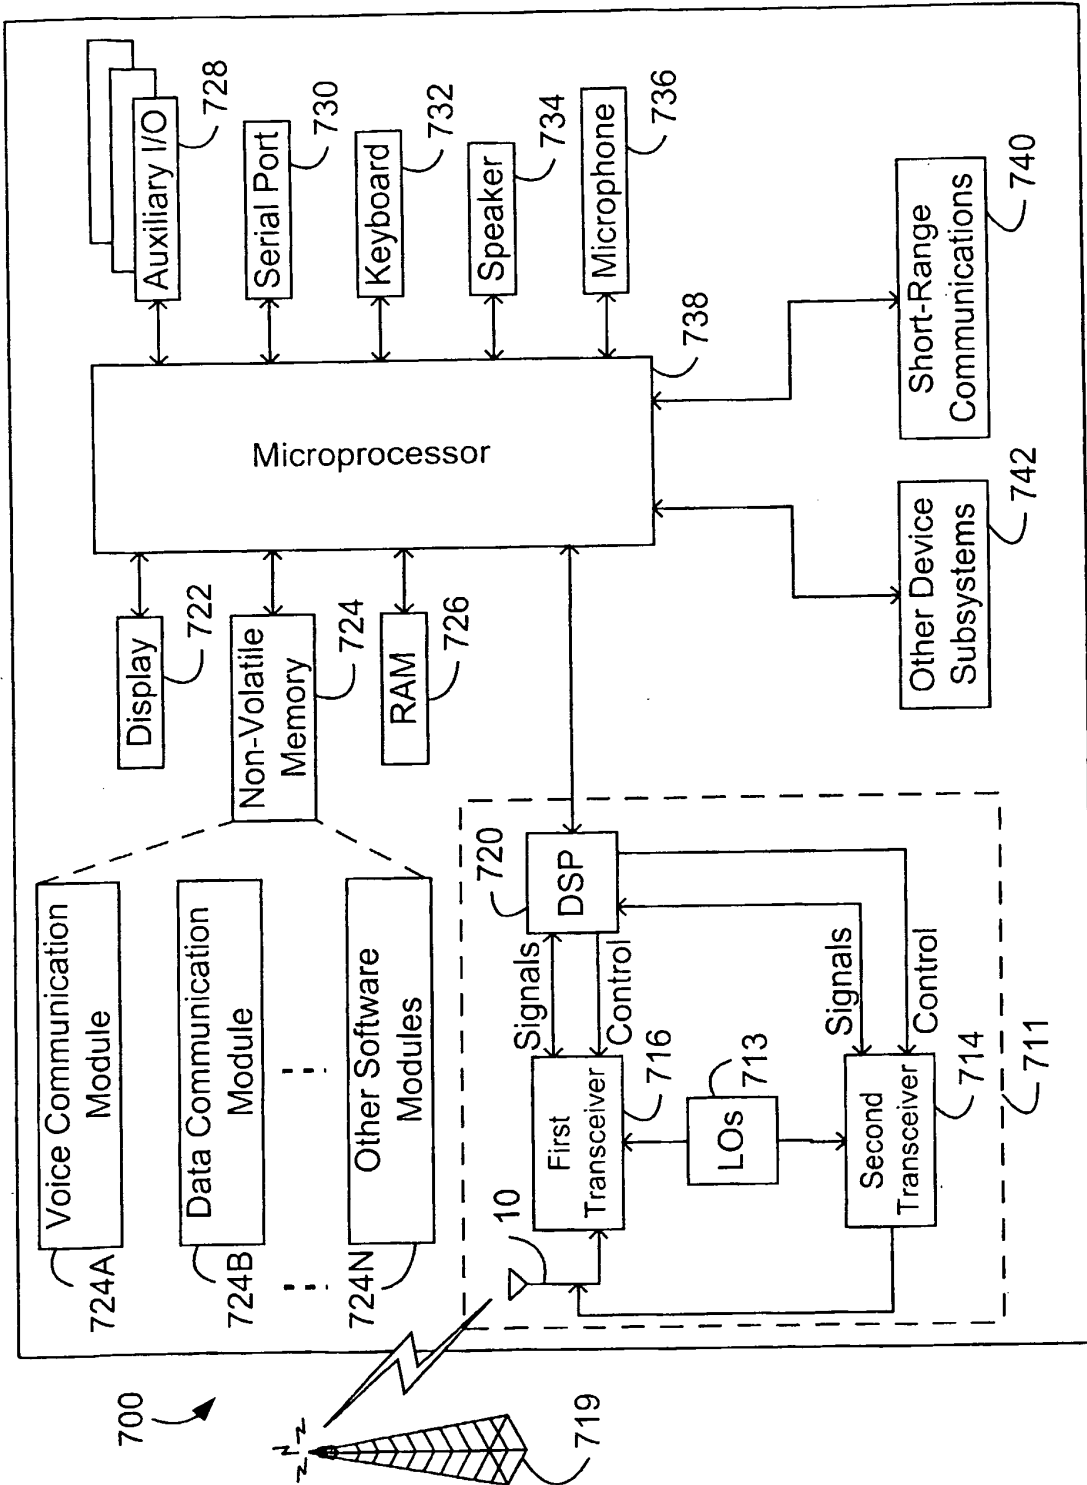 700
719
724A
Voice Communication
Module
724B
Data Communication
Module
724N
Other Software
Modules
Display
722
Non-Volatile
Memory
724
RAM
726
Microprocessor
738
Auxiliary I/O
728
Serial Port
730
Keyboard
732
Speaker
734
Microphone
736
10
First
Transceiver
716
Signals
Control
DSP
720
LOs
713
Second
Transceiver
714
Signals
Control
711
Other Device
Subsystems
742
Short-Range
Communications
740